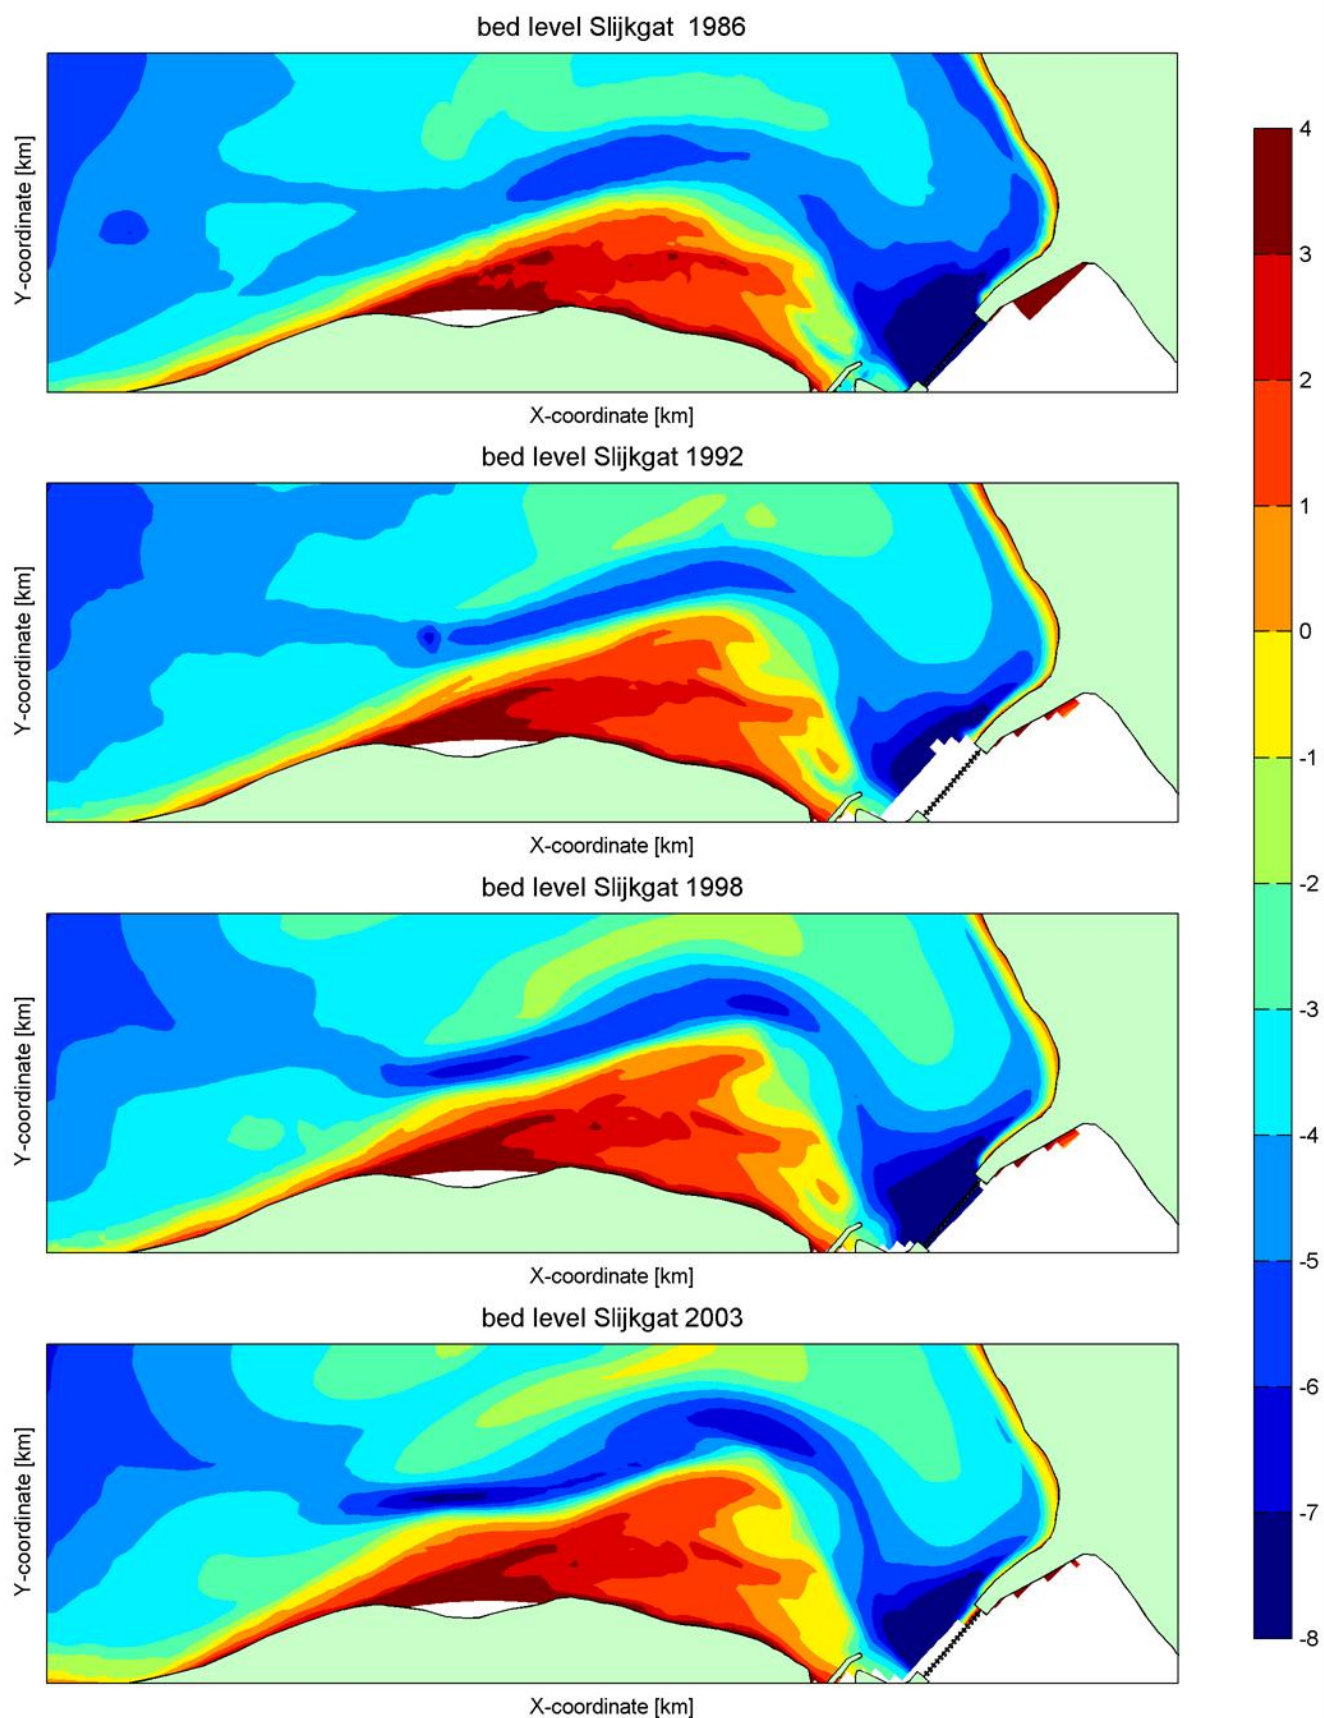 bed level Slijkgat 1986
Y-coordinate [km]
X-coordinate [km]
bed level Slijkgat 1992
Y-coordinate [km]
X-coordinate [km]
bed level Slijkgat 1998
Y-coordinate [km]
X-coordinate [km]
bed level Slijkgat 2003
Y-coordinate [km]
X-coordinate [km]
4
3
2
1
0
-1
-2
-3
-4
-5
-6
-7
-8